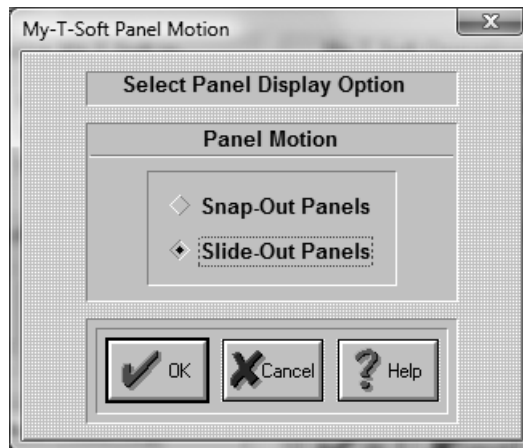 My-T-Soft Panel Motion
Select Panel Display Option
Panel Motion
Snap-Out Panels
Slide-Out Panels
OK
Cancel
Help